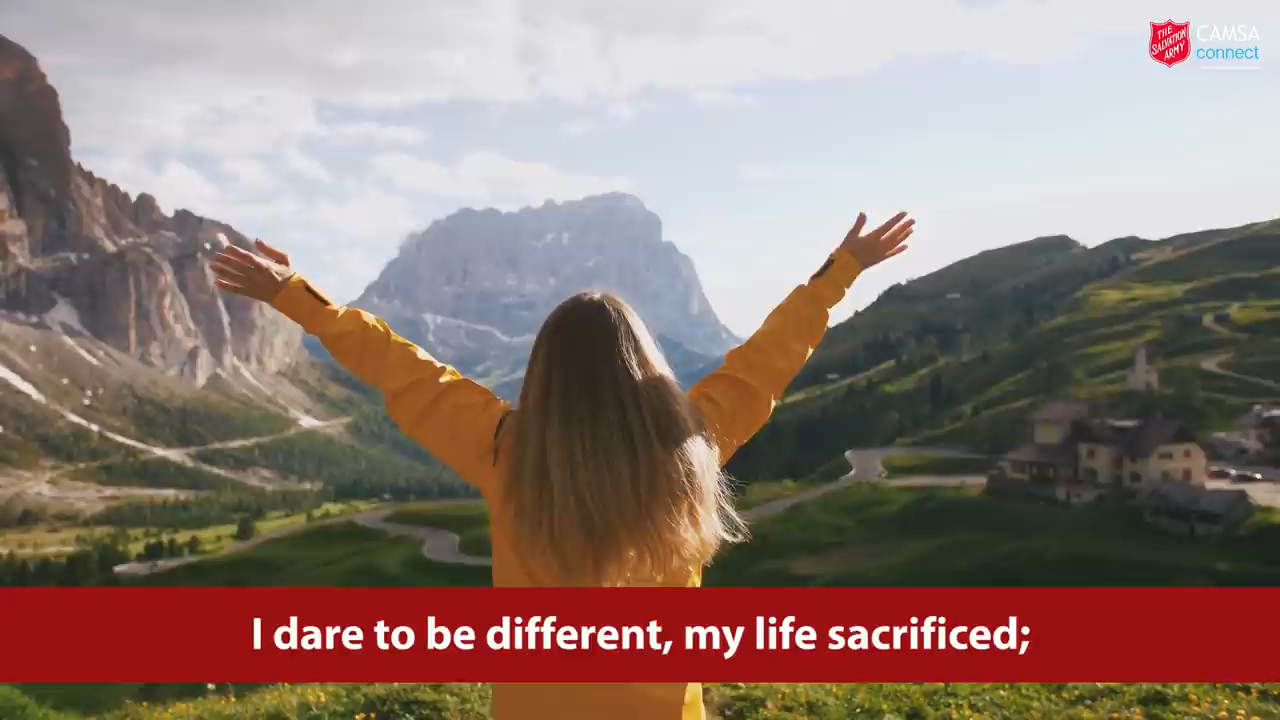 THE
SALVATION
ARMY
CAMSA
connect
I dare to be different, my life sacrificed;